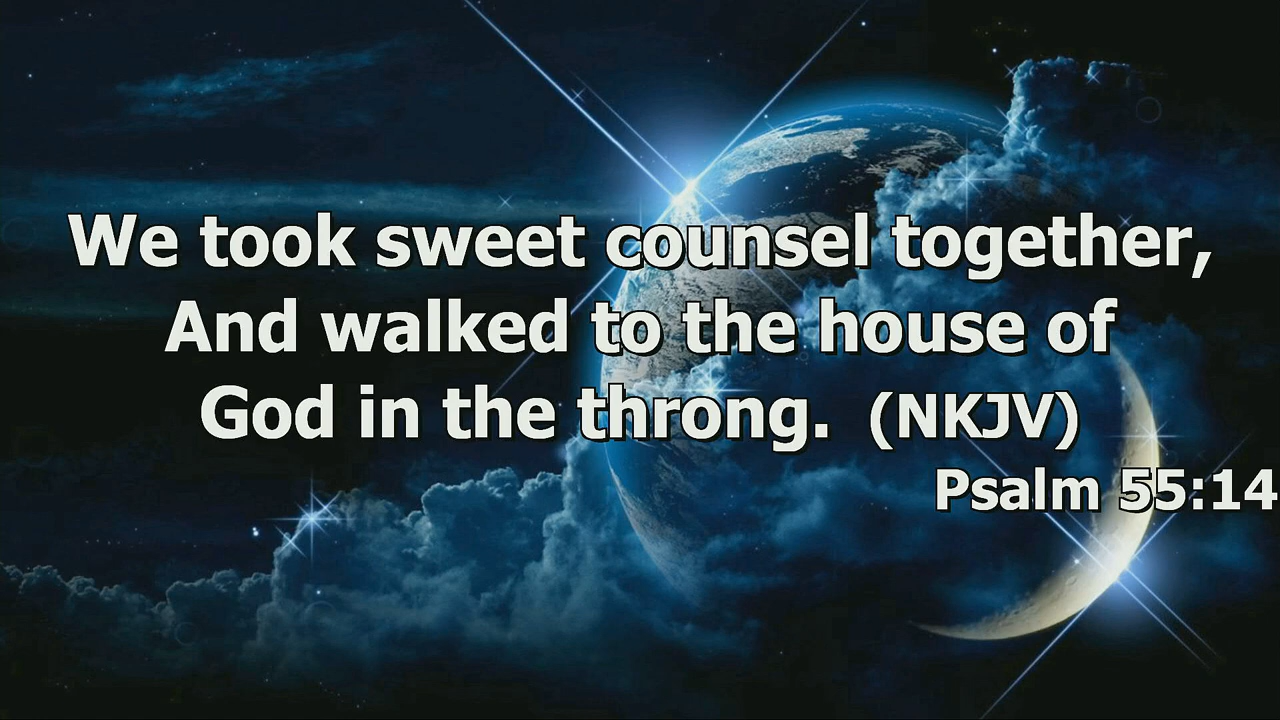 We took sweet counsel together,
And walked to the house of
God in the throng. (NKJV)
Psalm 55:14